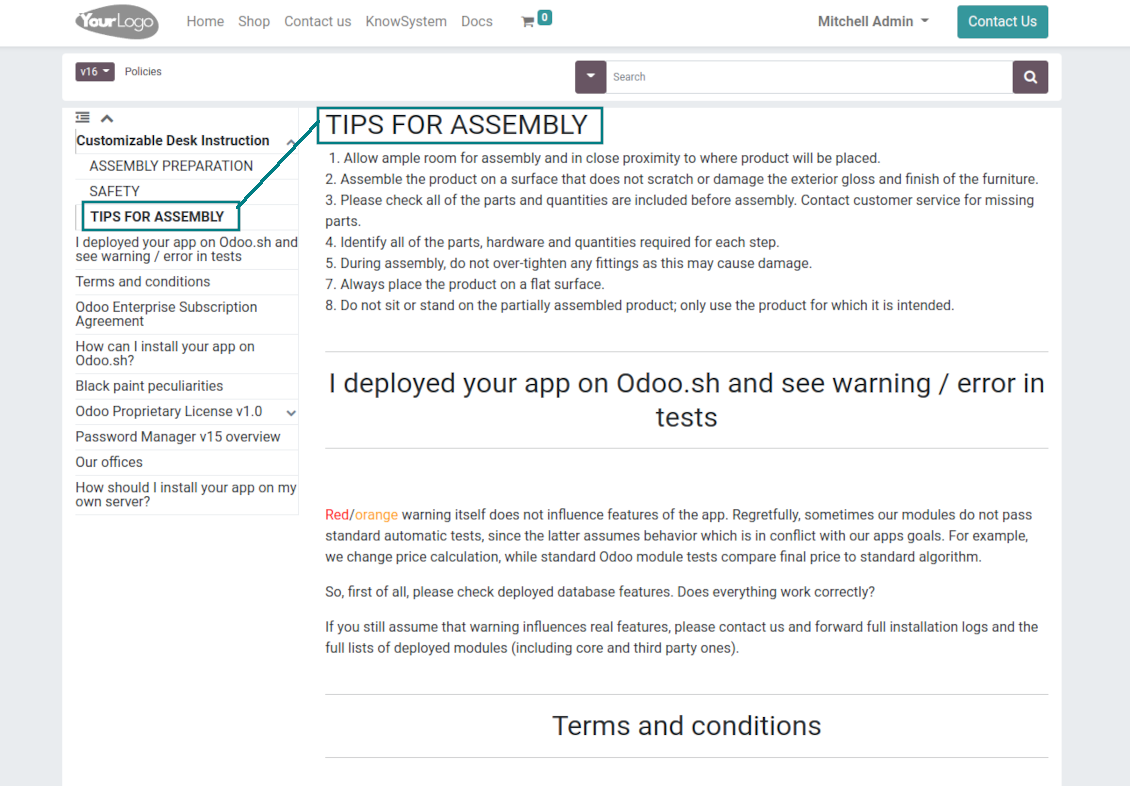 YourLogo
Home Shop Contact us KnowSystem Docs 0 Mitchell Admin Contact Us
v16 Policies Search
Customizable Desk Instruction
ASSEMBLY PREPARATION
SAFETY
TIPS FOR ASSEMBLY
I deployed your app on Odoo.sh and
see warning / error in tests
Terms and conditions
Odoo Enterprise Subscription
Agreement
How can I install your app on
Odoo.sh?
Black paint peculiarities
Odoo Proprietary License v1.0
Password Manager v15 overview
Our offices
How should I install your app on my
own server?
TIPS FOR ASSEMBLY
1. Allow ample room for assembly and in close proximity to where product will be placed.
2. Assemble the product on a surface that does not scratch or damage the exterior gloss and finish of the furniture.
3. Please check all of the parts and quantities are included before assembly. Contact customer service for missing
parts.
4. Identify all of the parts, hardware and quantities required for each step.
5. During assembly, do not over-tighten any fittings as this may cause damage.
7. Always place the product on a flat surface.
8. Do not sit or stand on the partially assembled product; only use the product for which it is intended.
I deployed your app on Odoo.sh and see warning / error in
tests
Red/orange warning itself does not influence features of the app. Regretfully, sometimes our modules do not pass
standard automatic tests, since the latter assumes behavior which is in conflict with our apps goals. For example,
we change price calculation, while standard Odoo module tests compare final price to standard algorithm.
So, first of all, please check deployed database features. Does everything work correctly?
If you still assume that warning influences real features, please contact us and forward full installation logs and the
full lists of deployed modules (including core and third party ones).
Terms and conditions